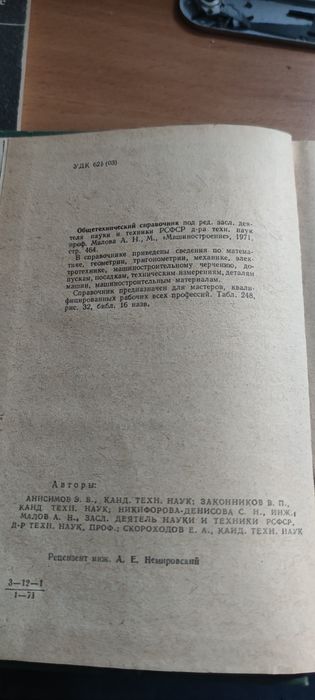 УДК 621 (03)
Общетехнический справочник под ред. засл. дея-
теля науки и техники РСФСР д-ра техн. наук
проф. Малова А. Н., М., «Машиностроение», 1971,
стр. 464.
В справочнике приведены сведения по матема-
тике, геометрии, тригонометрии, механике, элек-
тротехнике, машиностроительному черчению, до-
пускам, посадкам, техническим измерениям, деталям
машин, машиностроительным материалам.
Справочник предназначен для мастеров, квали-
фицированных рабочих всех профессий. Табл. 248,
рис. 32, библ. 16 назв.
Авторы:
АНИСИМОВ Э. Б., КАНД. ТЕХН. НАУК; ЗАКОННИКОВ В. П.,
КАНД. ТЕХН. НАУК; НИКИФОРОВА-ДЕНИСОВА С. Н., ИНЖ.;
МАЛОВ А. Н., ЗАСЛ. ДЕЯТЕЛЬ НАУКИ И ТЕХНИКИ РСФСР,
Д-Р ТЕХН. НАУК, ПРОФ.; СКОРОХОДОВ Е. А., КАНД. ТЕХН. НАУК
Рецензент инж. А. Е. Немировский
3—12—1
1—71